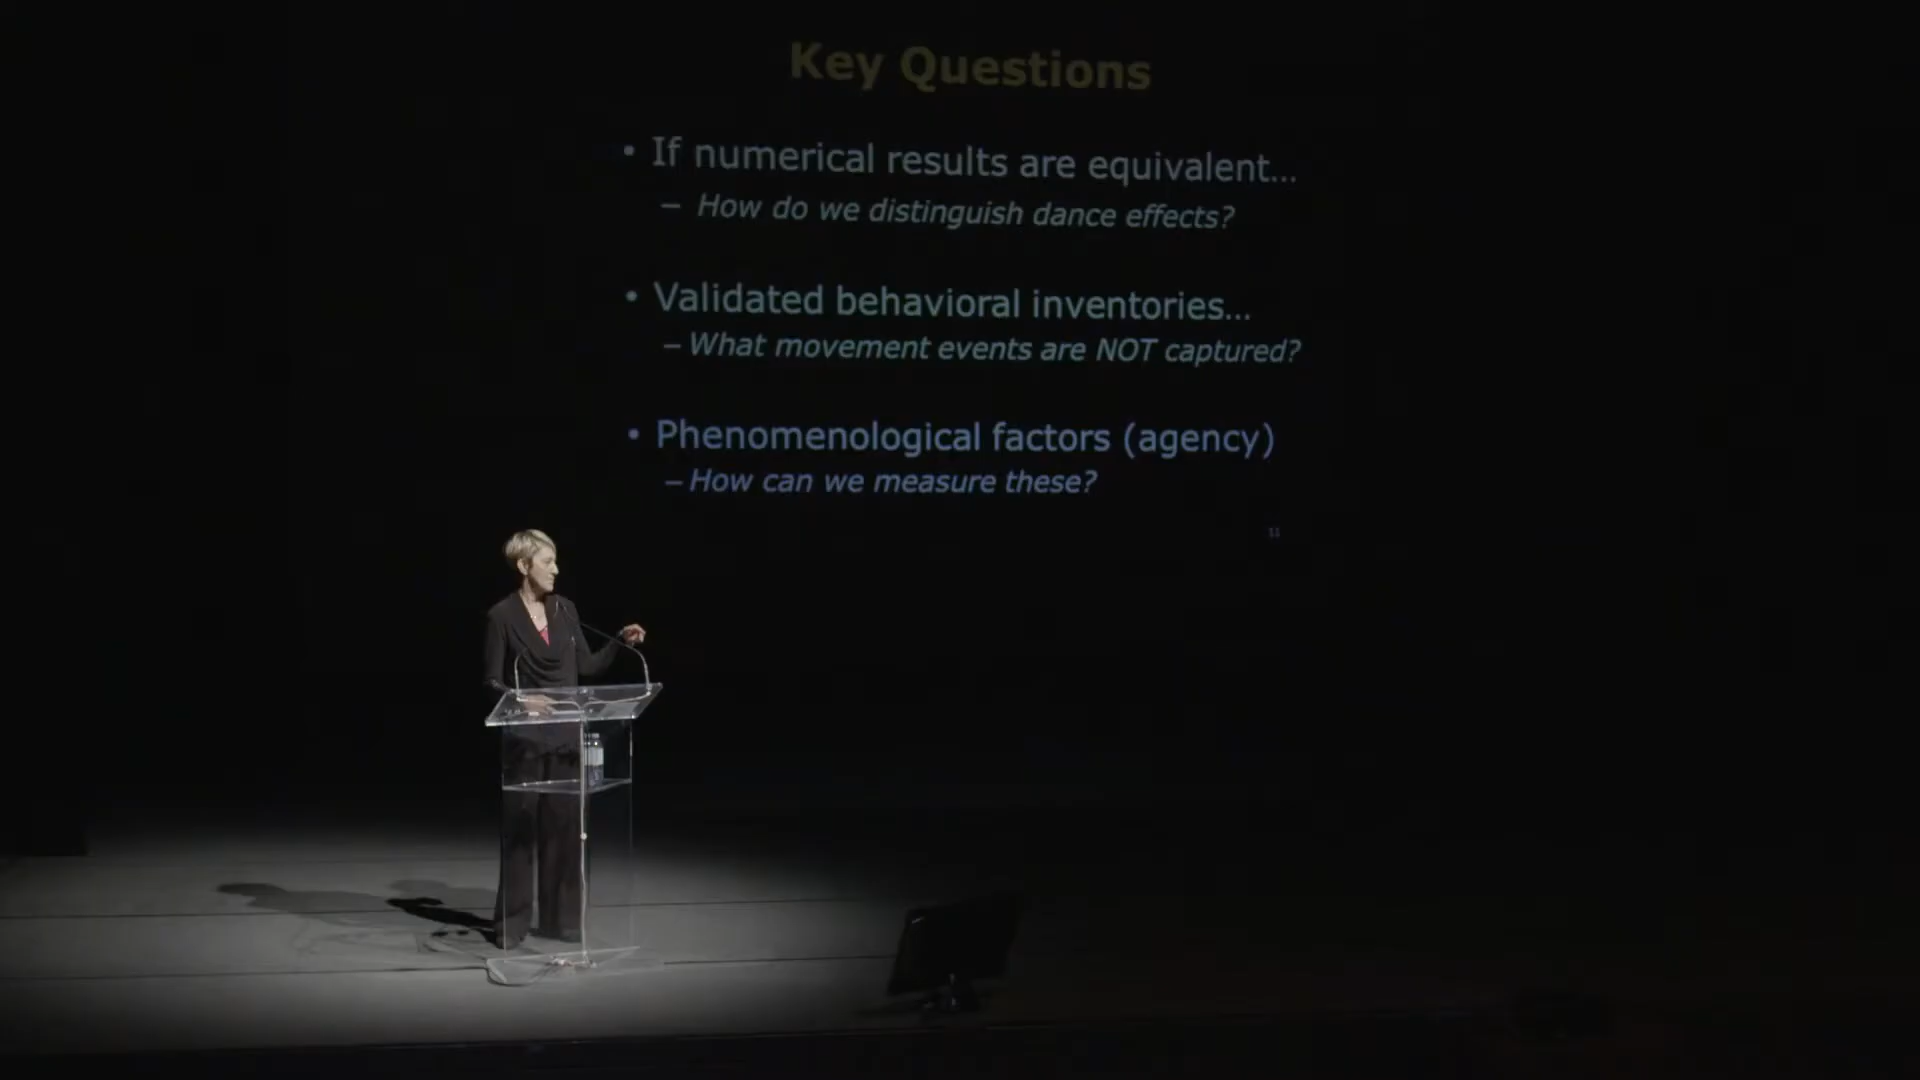 Key Questions
• If numerical results are equivalent...
– How do we distinguish dance effects?
• Validated behavioral inventories...
– What movement events are NOT captured?
• Phenomenological factors (agency)
– How can we measure these?
11